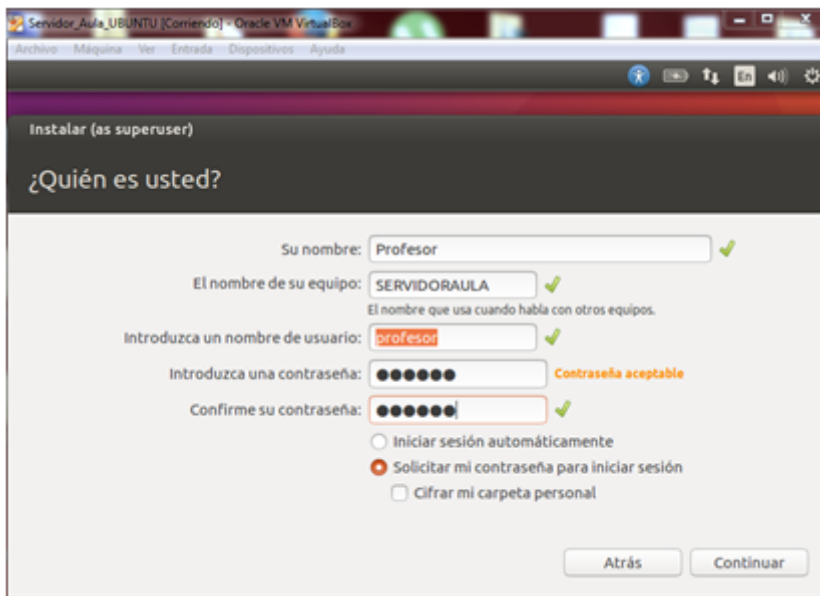 Servidor_Aula_UBUNTU [Corriendo] - Oracle VM VirtualBox
Archivo Máquina Ver Entrada Dispositivos Ayuda
En
Instalar (as superuser)
¿Quién es usted?
Su nombre: Profesor
El nombre de su equipo: SERVIDORAULA
El nombre que usa cuando habla con otros equipos.
Introduzca un nombre de usuario: profesor
Introduzca una contraseña: ●●●●●● Contraseña aceptable
Confirme su contraseña: ●●●●●●
Iniciar sesión automáticamente
Solicitar mi contraseña para iniciar sesión
Cifrar mi carpeta personal
Atrás Continuar